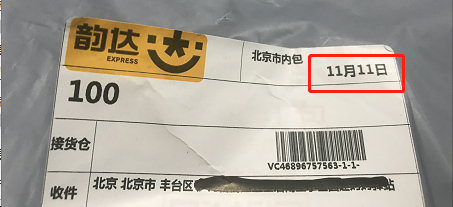 韵达
EXPRESS
北京市内包
11月11日
100
接货仓
VC46896757563-1-1-
收件
北京 北京市 丰台区
站